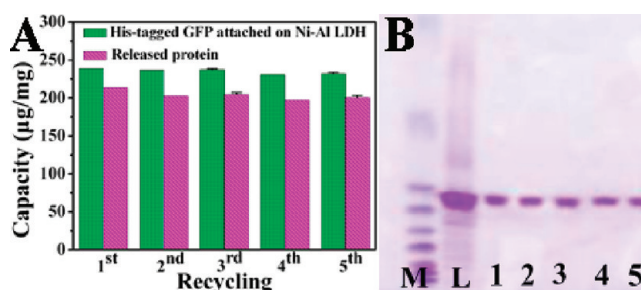 A
His-tagged GFP attached on Ni-Al LDH
Released protein
Capacity (µg/mg)
300
250
200
150
100
50
0
1st 2nd 3rd 4th 5th
Recycling
B
M L 1 2 3 4 5